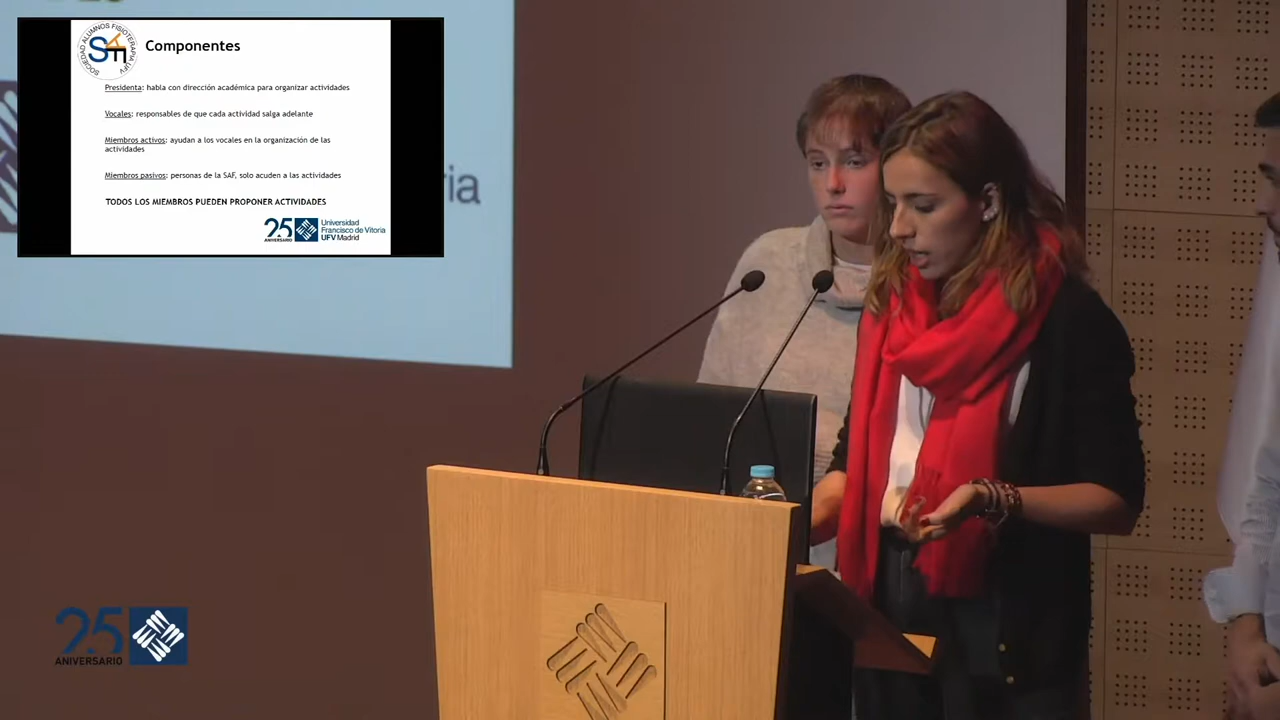 SOCIEDAD ALUMNOS FISIOTERAPIA UFV
SAF
Componentes
Presidenta: habla con dirección académica para organizar actividades
Vocales: responsables de que cada actividad salga adelante
Miembros activos: ayudan a los vocales en la organización de las
actividades
Miembros pasivos: personas de la SAF, solo acuden a las actividades
TODOS LOS MIEMBROS PUEDEN PROPONER ACTIVIDADES
25
ANIVERSARIO
Universidad
Francisco de Vitoria
UFV Madrid
ria
25
ANIVERSARIO